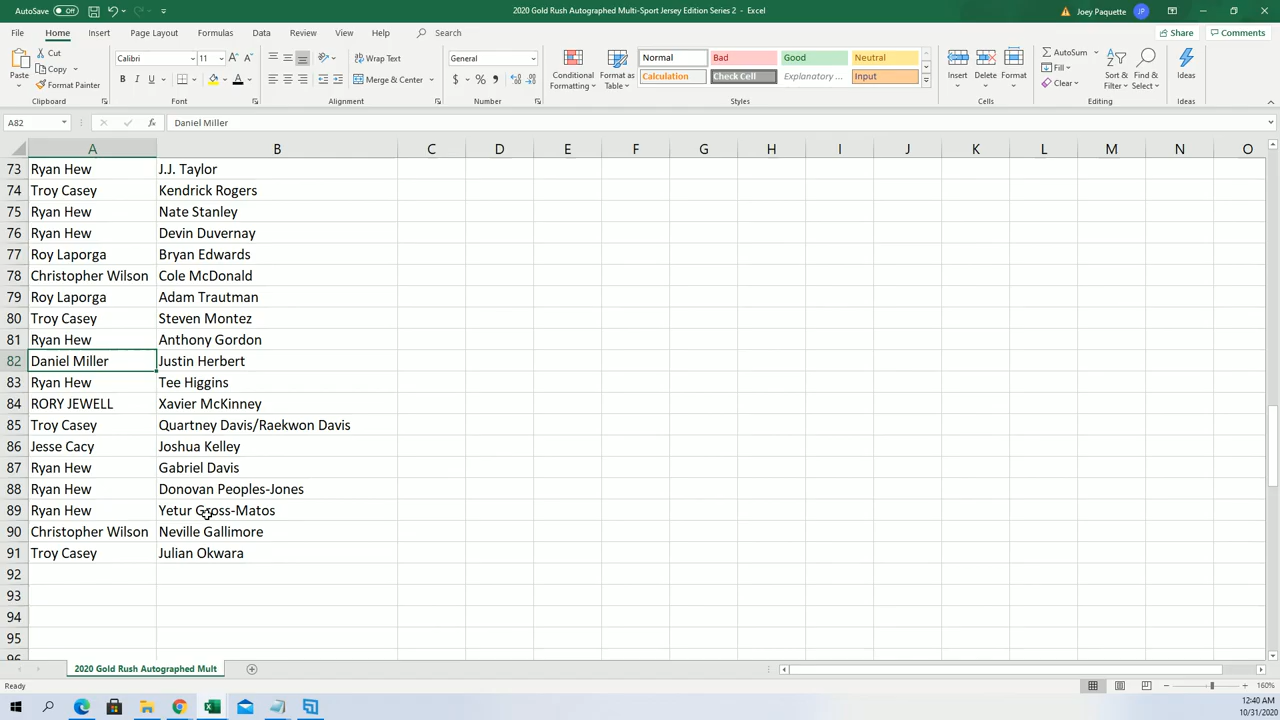 AutoSave Off
2020 Gold Rush Autographed Multi-Sport Jersey Edition Series 2 - Excel
Joey Paquette JP
File Home Insert Draw Page Layout Formulas Data Review View Help Search Share Comments
Paste Cut Copy Format Painter Clipboard
Calibri 11 A A B I U A Font
Wrap Text Merge & Center Alignment
General $ % , Number
Conditional Formatting Format as Table
Normal Bad Good Neutral
Calculation Check Cell Explanatory ... Input
Styles
Insert Delete Format Cells
AutoSum Fill Clear Sort & Filter Find & Select Editing
Ideas Ideas
A82 fx Daniel Miller
A B C D E F G H I J K L M N O
73 Ryan Hew J.J. Taylor
74 Troy Casey Kendrick Rogers
75 Ryan Hew Nate Stanley
76 Ryan Hew Devin Duvernay
77 Roy Laporga Bryan Edwards
78 Christopher Wilson Cole McDonald
79 Roy Laporga Adam Trautman
80 Troy Casey Steven Montez
81 Ryan Hew Anthony Gordon
82 Daniel Miller Justin Herbert
83 Ryan Hew Tee Higgins
84 RORY JEWELL Xavier McKinney
85 Troy Casey Quartney Davis/Raekwon Davis
86 Jesse Cacy Joshua Kelley
87 Ryan Hew Gabriel Davis
88 Ryan Hew Donovan Peoples-Jones
89 Ryan Hew Yetur Gross-Matos
90 Christopher Wilson Neville Gallimore
91 Troy Casey Julian Okwara
92
93
94
95
96
2020 Gold Rush Autographed Mult
Ready 160%
12:40 AM
10/31/2020